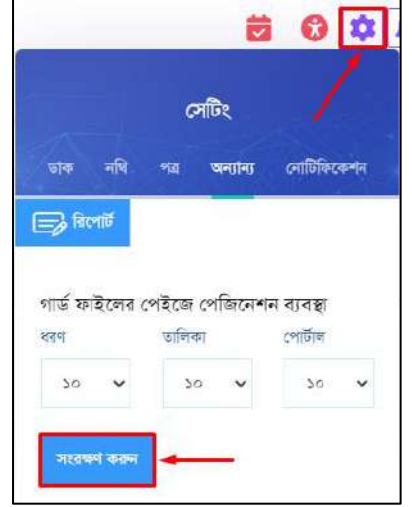 সেটিং
ডাক নথি পত্র অন্যান্য নোটিফিকেশন
রিপোর্ট
গার্ড ফাইলের পেইজে পেজিনেশন ব্যবস্থা
ধরণ তালিকা পোর্টাল
১০ ১০ ১০
সংরক্ষণ করুন